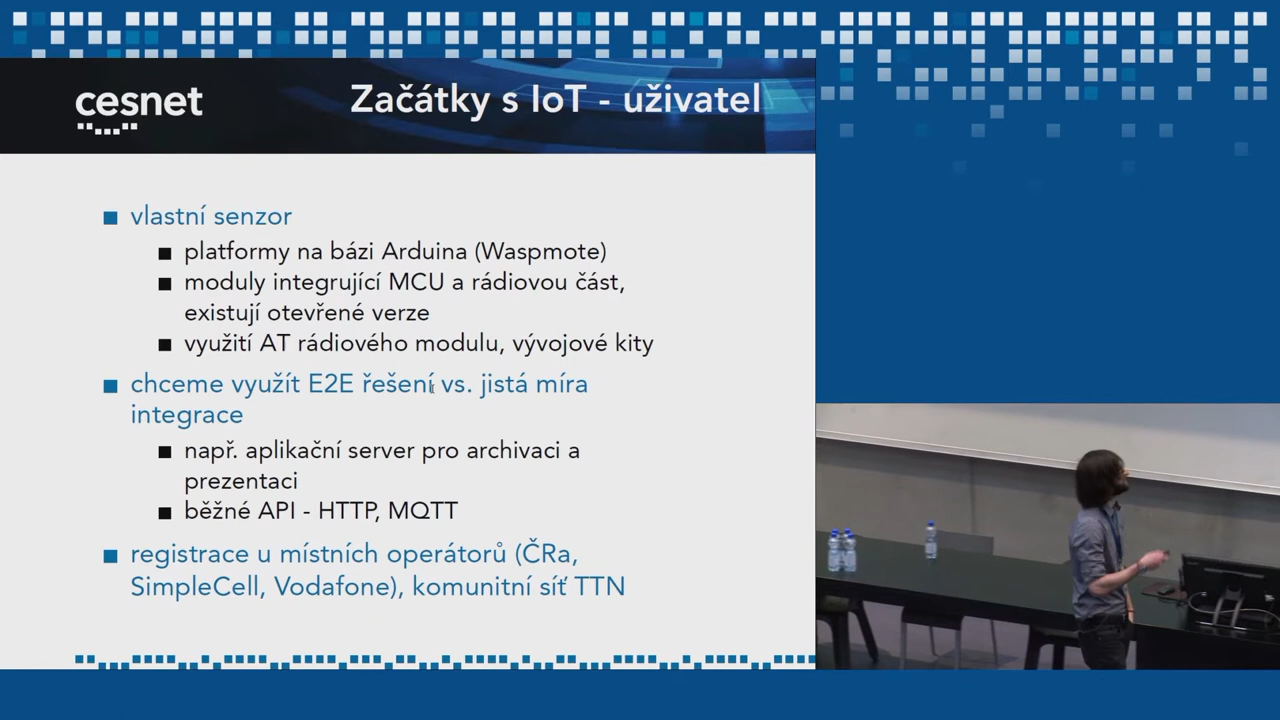 cesnet
Začátky s IoT - uživatel
vlastní senzor
platformy na bázi Arduina (Waspmote)
moduly integrující MCU a rádiovou část,
existují otevřené verze
využití AT rádiového modulu, vývojové kity
chceme využít E2E řešení vs. jistá míra
integrace
např. aplikační server pro archivaci a
prezentaci
běžné API - HTTP, MQTT
registrace u místních operátorů (ČRa,
SimpleCell, Vodafone), komunitní síť TTN